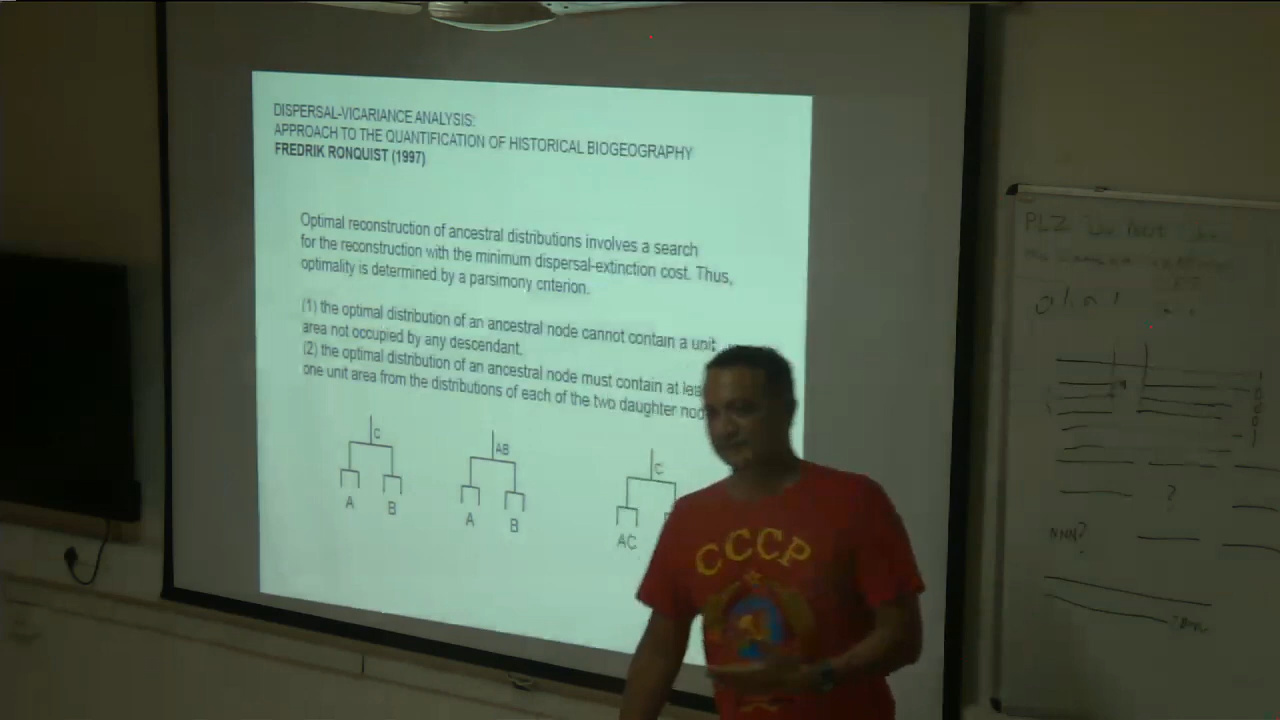 DISPERSAL-VICARIANCE ANALYSIS:
APPROACH TO THE QUANTIFICATION OF HISTORICAL BIOGEOGRAPHY
FREDRIK RONQUIST (1997)
Optimal reconstruction of ancestral distributions involves a search
for the reconstruction with the minimum dispersal-extinction cost. Thus,
optimality is determined by a parsimony criterion.
(1) the optimal distribution of an ancestral node cannot contain a unit
area not occupied by any descendant.
(2) the optimal distribution of an ancestral node must contain at
one unit area from the distributions of each of the two daughter
C AB C
A B A B AC
CCCP
PLZ
?
NNN?